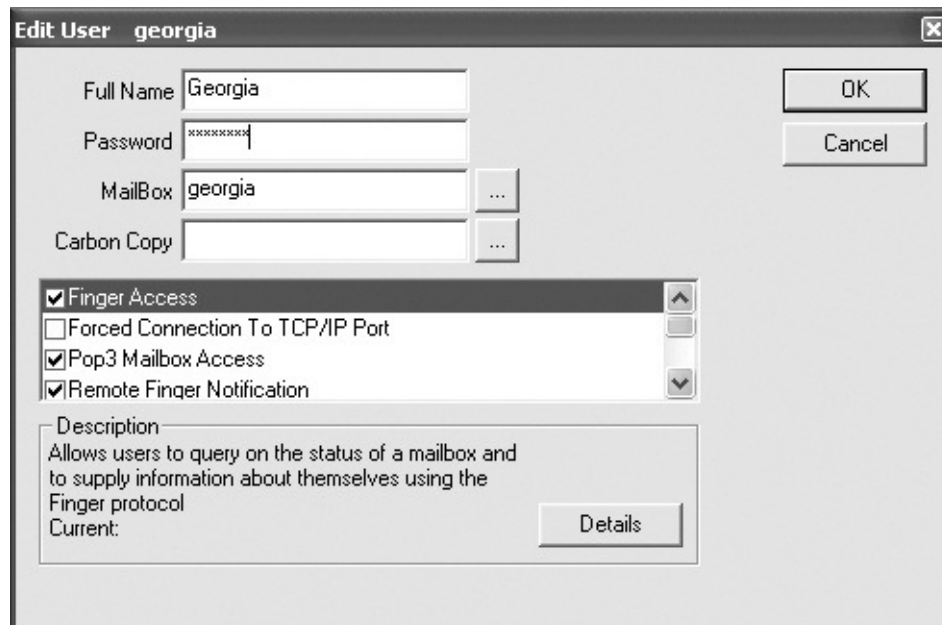 Edit User georgia
Full Name Georgia
OK
Password ********
Cancel
MailBox georgia ...
Carbon Copy ...
Finger Access
Forced Connection To TCP/IP Port
Pop3 Mailbox Access
Remote Finger Notification
Description
Allows users to query on the status of a mailbox and
to supply information about themselves using the
Finger protocol
Current:
Details